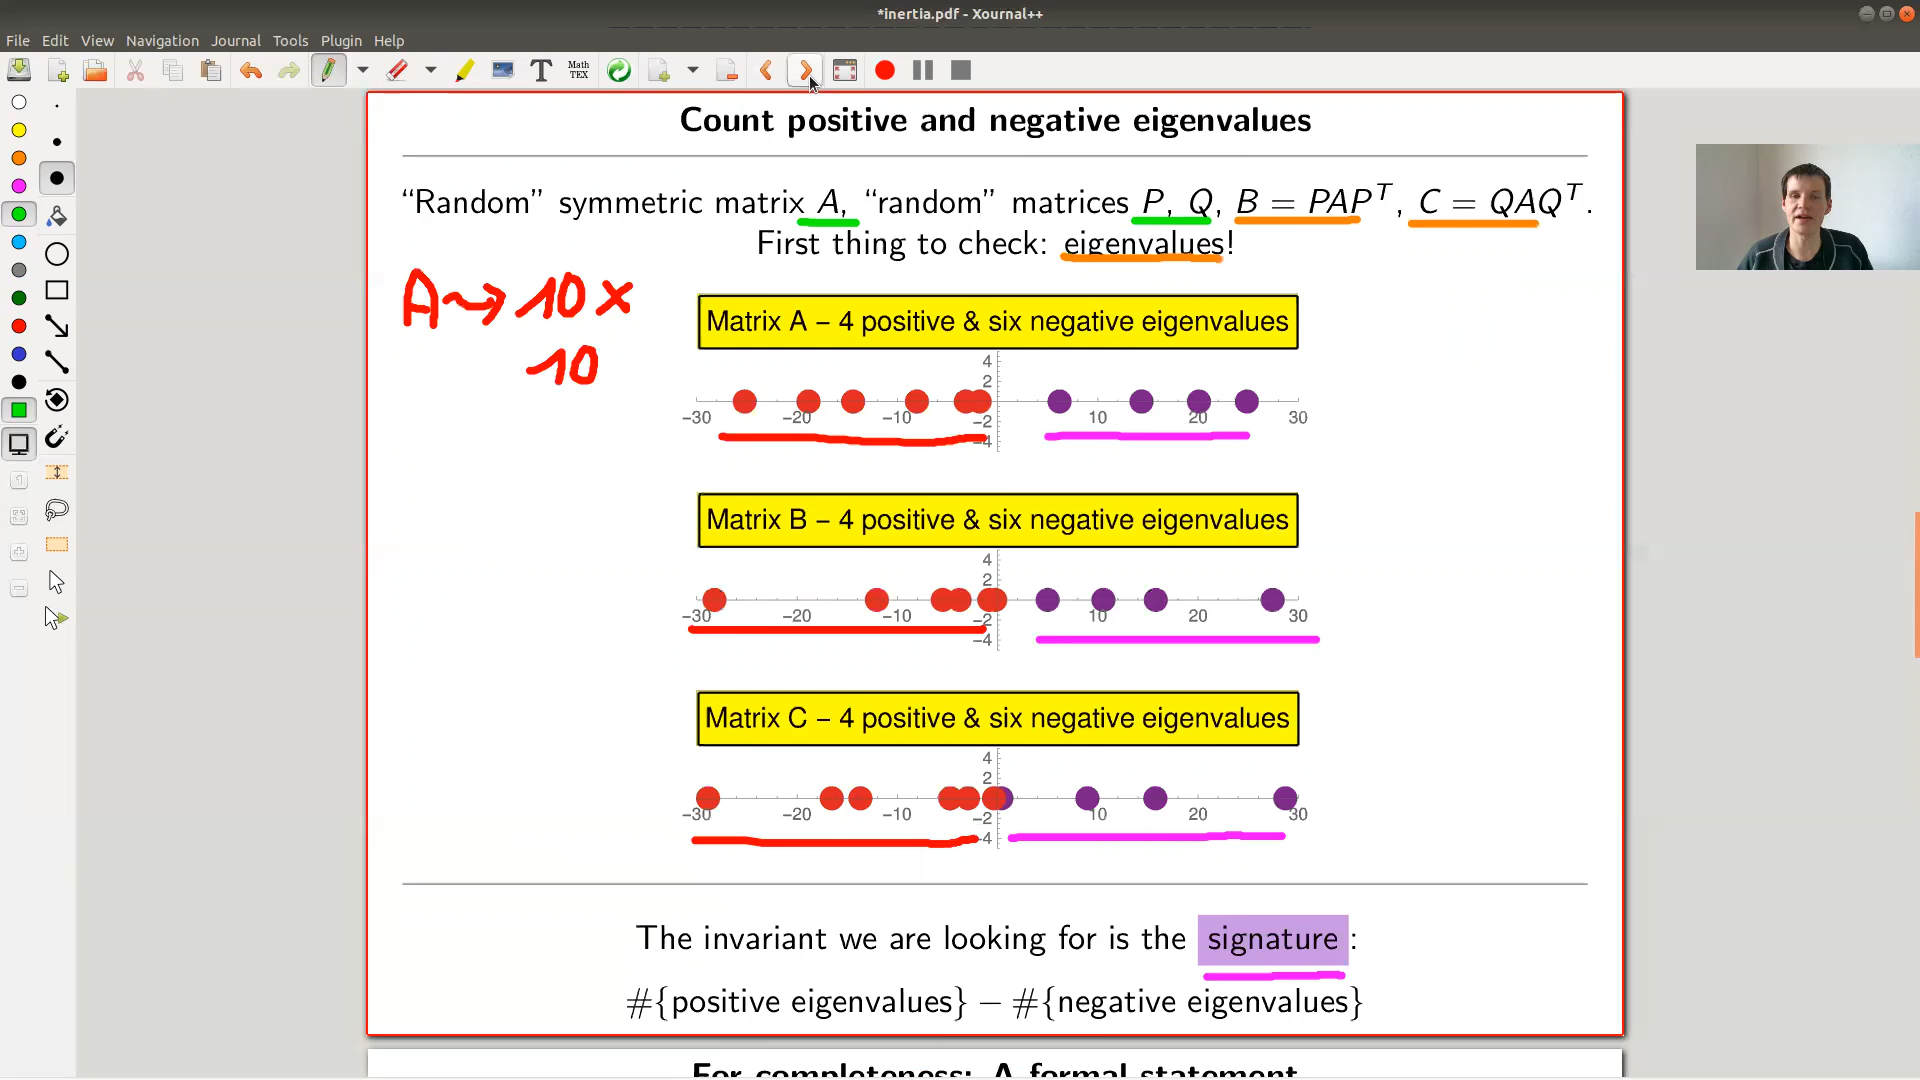 *inertia.pdf - Xournal++
File Edit View Navigation Journal Tools Plugin Help
Math TEX
Count positive and negative eigenvalues
“Random” symmetric matrix A, “random” matrices P, Q, B = PAP^T, C = QAQ^T.
First thing to check: eigenvalues!
A ⇝ 10 ×
10
Matrix A – 4 positive & six negative eigenvalues
4
2
−30 −20 −10 10 20 30
−2
−4
Matrix B – 4 positive & six negative eigenvalues
4
2
−30 −20 −10 10 20 30
−2
−4
Matrix C – 4 positive & six negative eigenvalues
4
2
−30 −20 −10 10 20 30
−2
−4
The invariant we are looking for is the signature :
#{positive eigenvalues} − #{negative eigenvalues}
For completeness: A formal statement